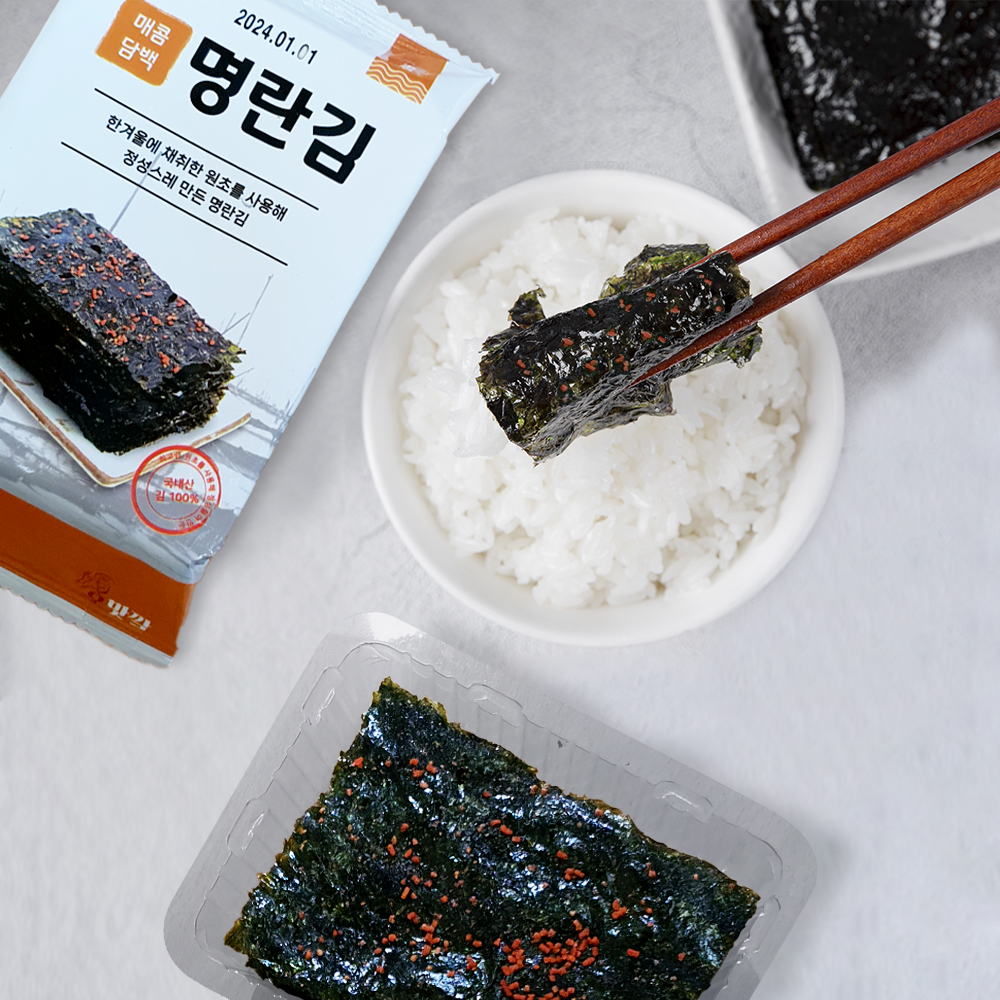 매콤
담백
2024.01.01
명란김
한겨울에 채취한 원초를 사용해
정성스레 만든 명란김
국내산
김 100%